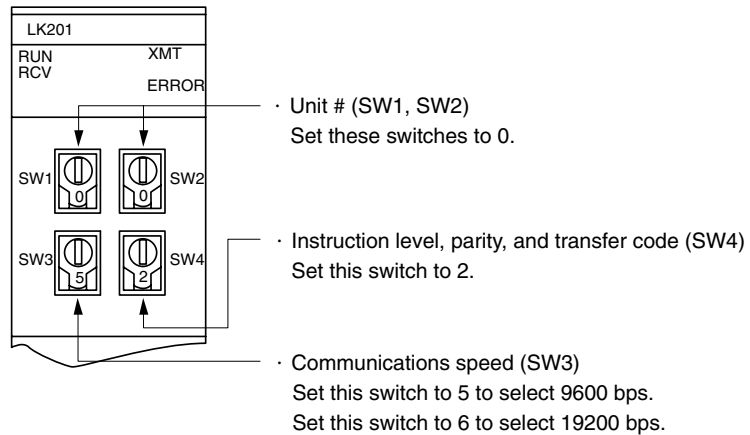 LK201
RUN XMT
RCV
ERROR
· Unit # (SW1, SW2)
Set these switches to 0.
SW1 0 0 SW2
· Instruction level, parity, and transfer code (SW4)
Set this switch to 2.
SW3 5 2 SW4
· Communications speed (SW3)
Set this switch to 5 to select 9600 bps.
Set this switch to 6 to select 19200 bps.